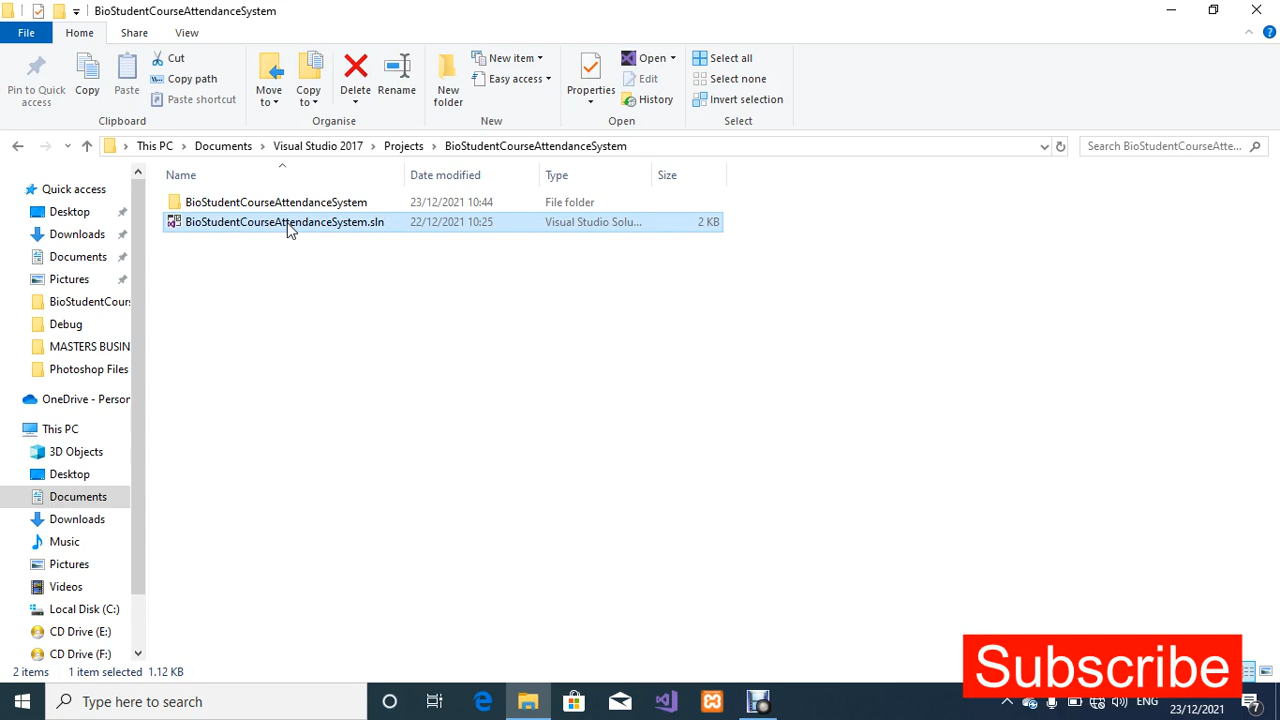 BioStudentCourseAttendanceSystem
File
Home
Share
View
Pin to Quick access
Copy
Paste
Cut
Copy path
Paste shortcut
Clipboard
Move to
Copy to
Delete
Rename
Organise
New folder
New item
Easy access
New
Properties
Open
Edit
History
Open
Select all
Select none
Invert selection
Select
This PC > Documents > Visual Studio 2017 > Projects > BioStudentCourseAttendanceSystem
Search BioStudentCourseAtte...
Name Date modified Type Size
BioStudentCourseAttendanceSystem 23/12/2021 10:44 File folder
BioStudentCourseAttendanceSystem.sln 22/12/2021 10:25 Visual Studio Solu... 2 KB
Quick access
Desktop
Downloads
Documents
Pictures
BioStudentCours
Debug
MASTERS BUSIN
Photoshop Files
OneDrive - Person
This PC
3D Objects
Desktop
Documents
Downloads
Music
Pictures
Videos
Local Disk (C:)
CD Drive (E:)
CD Drive (F:)
2 items 1 item selected 1.12 KB
Subscribe
Type here to search
ENG
23/12/2021
7